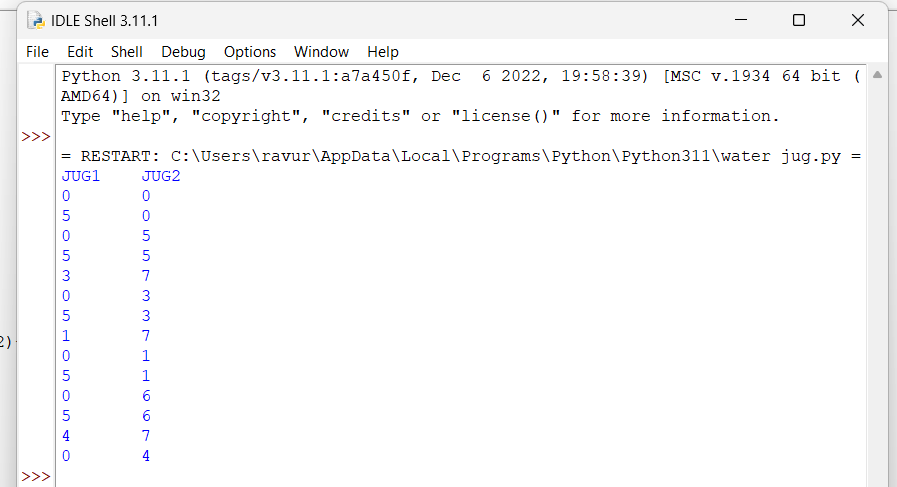 IDLE Shell 3.11.1
File Edit Shell Debug Options Window Help
Python 3.11.1 (tags/v3.11.1:a7a450f, Dec  6 2022, 19:58:39) [MSC v.1934 64 bit (
AMD64)] on win32
Type "help", "copyright", "credits" or "license()" for more information.
>>>
= RESTART: C:\Users\ravur\AppData\Local\Programs\Python\Python311\water jug.py =
JUG1    JUG2
0       0
5       0
0       5
5       5
3       7
0       3
5       3
1       7
2)
0       1
5       1
0       6
5       6
4       7
0       4
>>>